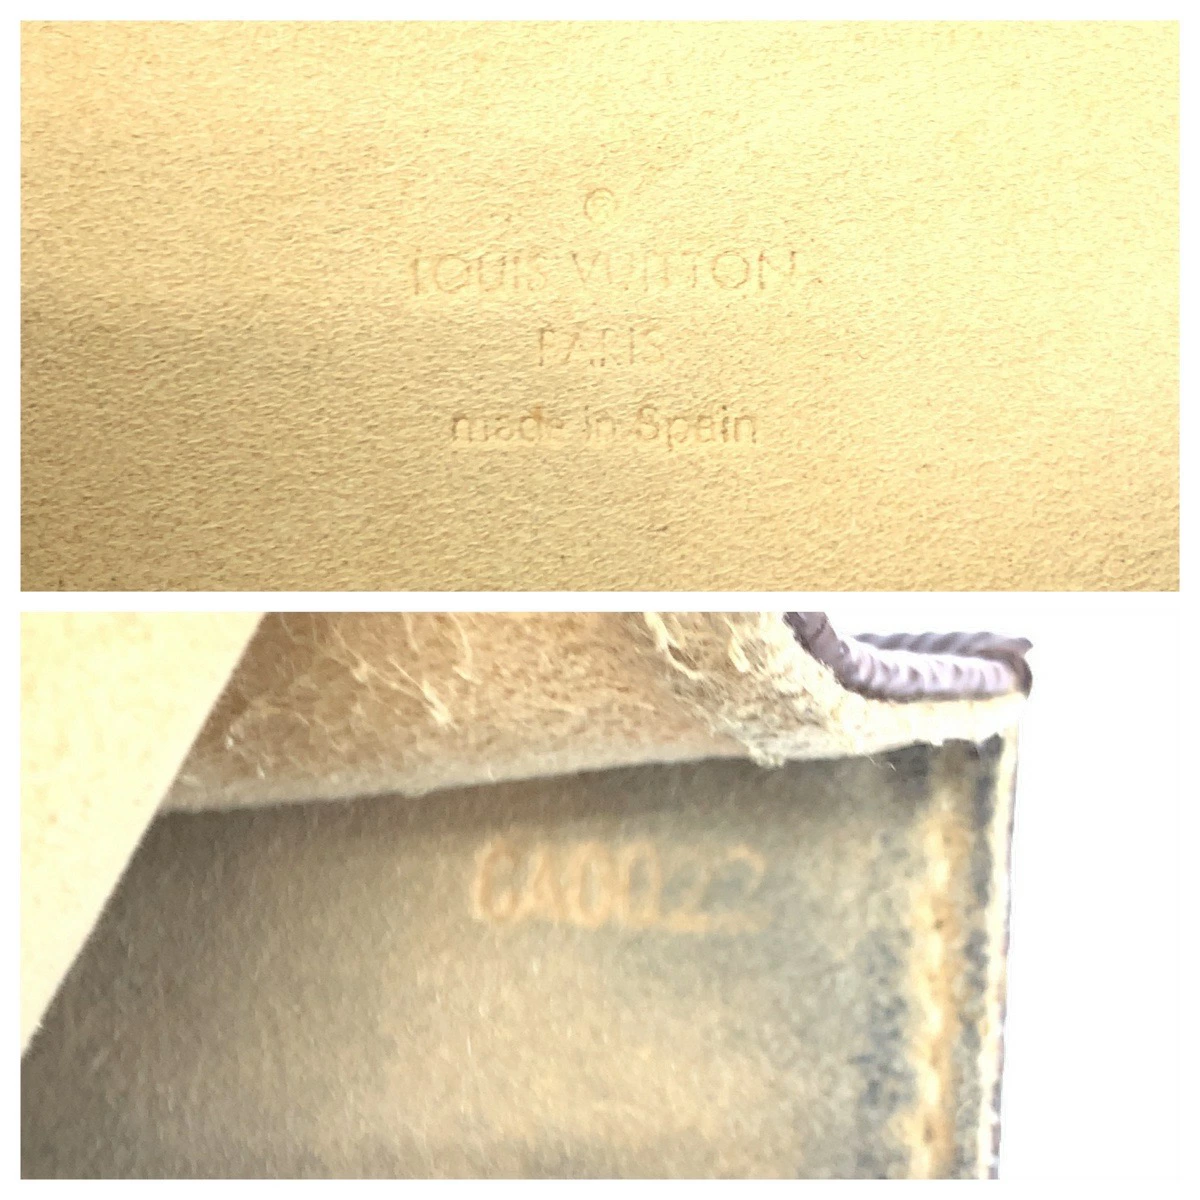 ®
LOUIS VUITTON
PARIS
made in Spain
CA0022